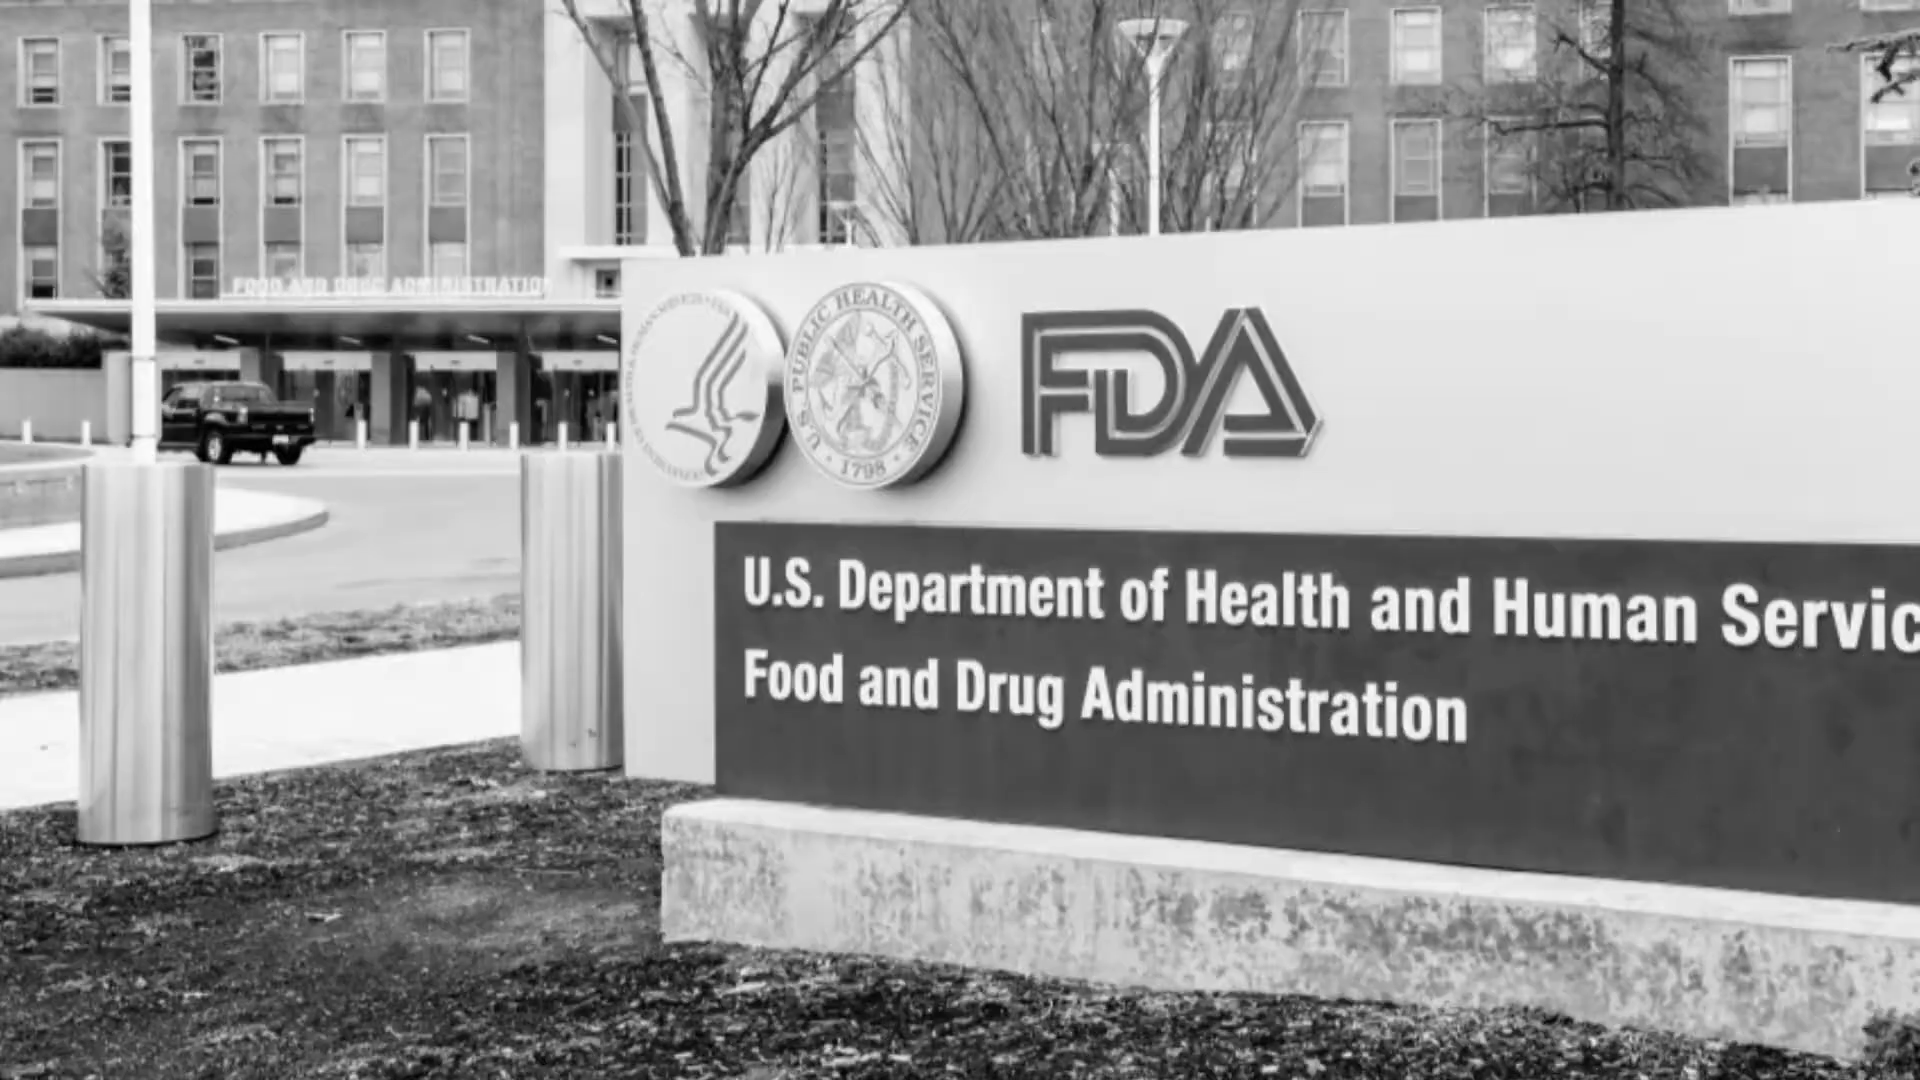 FOOD AND DRUG ADMINISTRATION
U.S. PUBLIC HEALTH SERVICE
1798
FDA
U.S. Department of Health and Human Servic
Food and Drug Administration